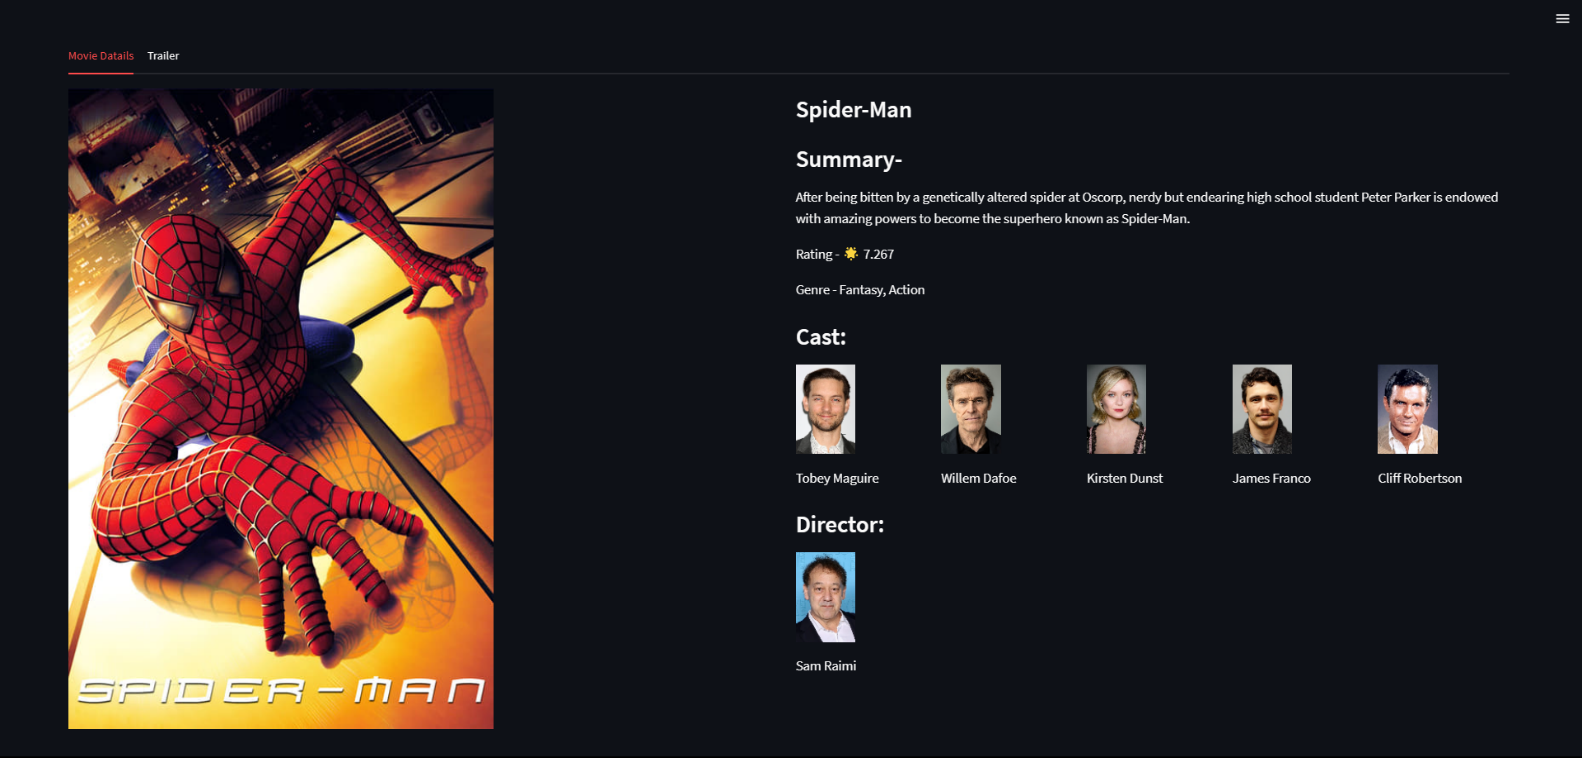 Movie Datails
Trailer
SPIDER-MAN
Spider-Man
Summary-
After being bitten by a genetically altered spider at Oscorp, nerdy but endearing high school student Peter Parker is endowed
with amazing powers to become the superhero known as Spider-Man.
Rating - 🌟 7.267
Genre - Fantasy, Action
Cast:
Tobey Maguire
Willem Dafoe
Kirsten Dunst
James Franco
Cliff Robertson
Director:
Sam Raimi